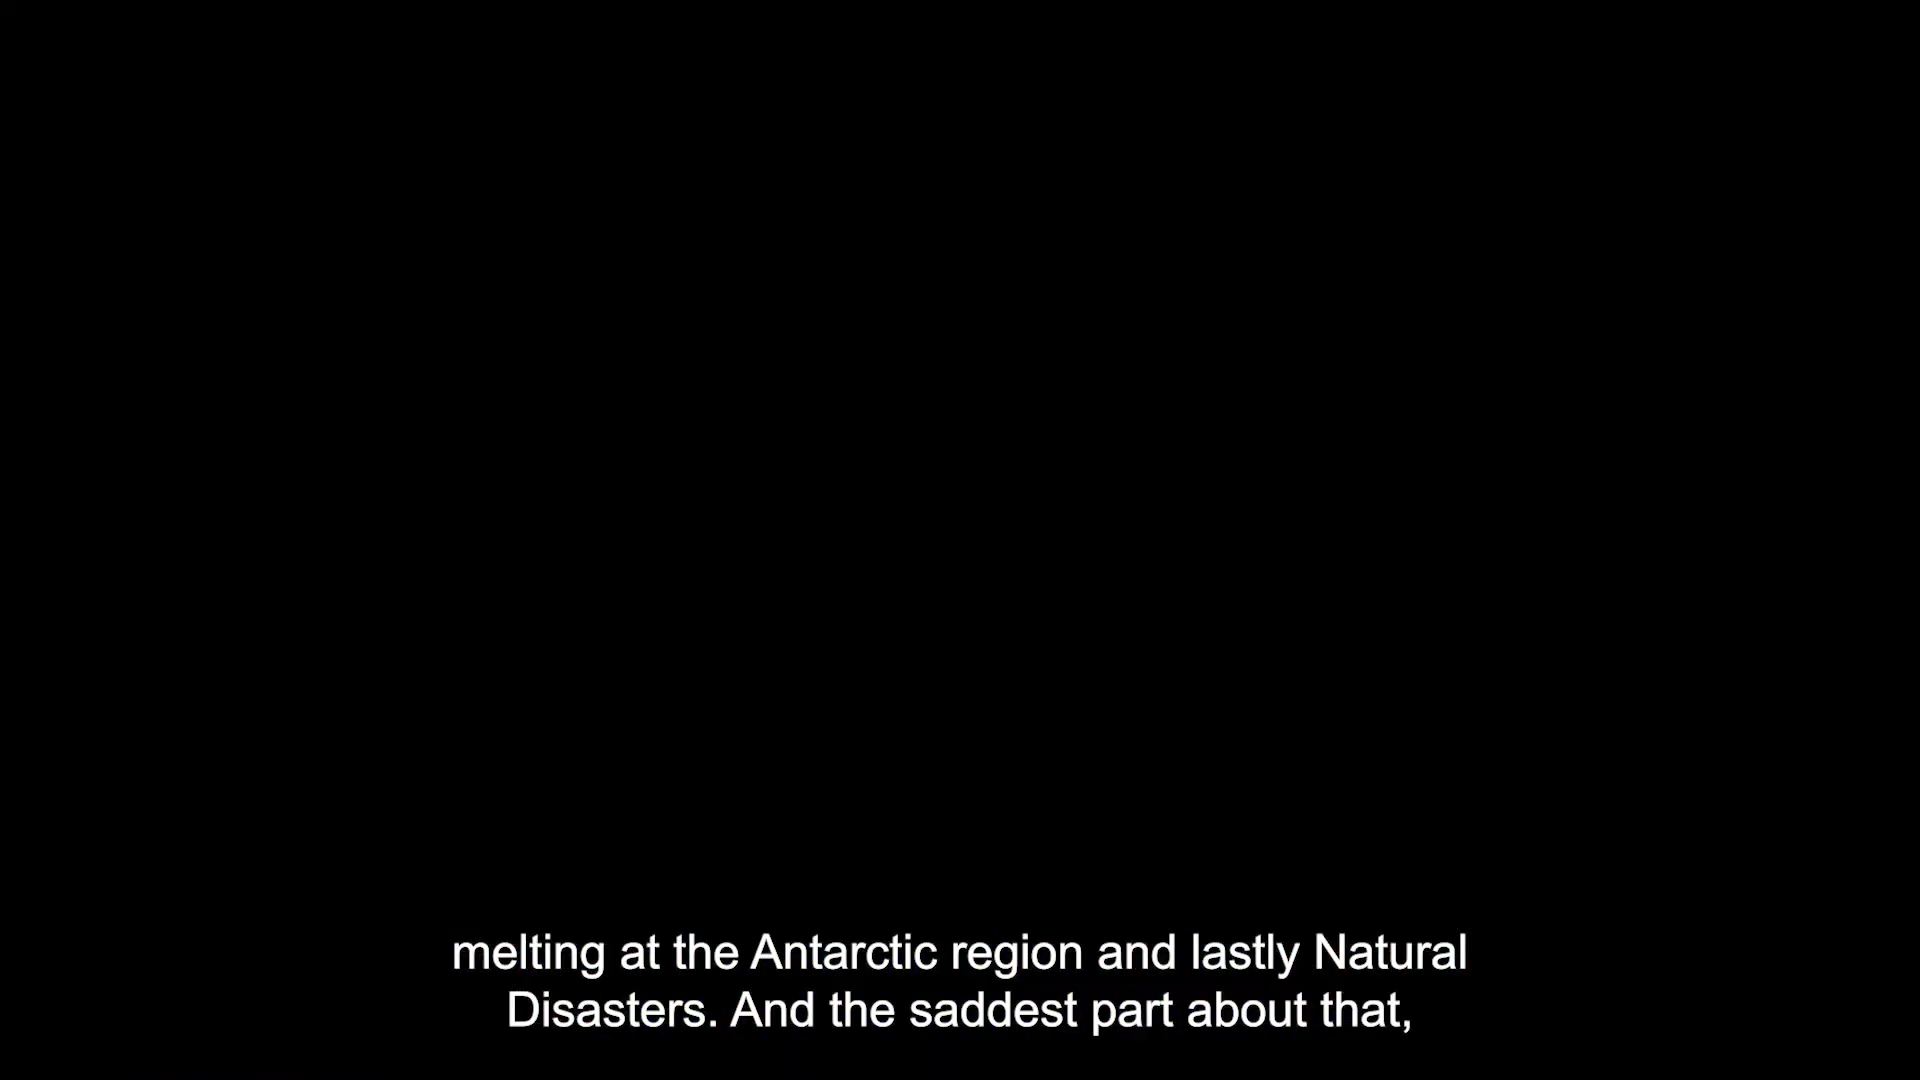 melting at the Antarctic region and lastly Natural
Disasters. And the saddest part about that,